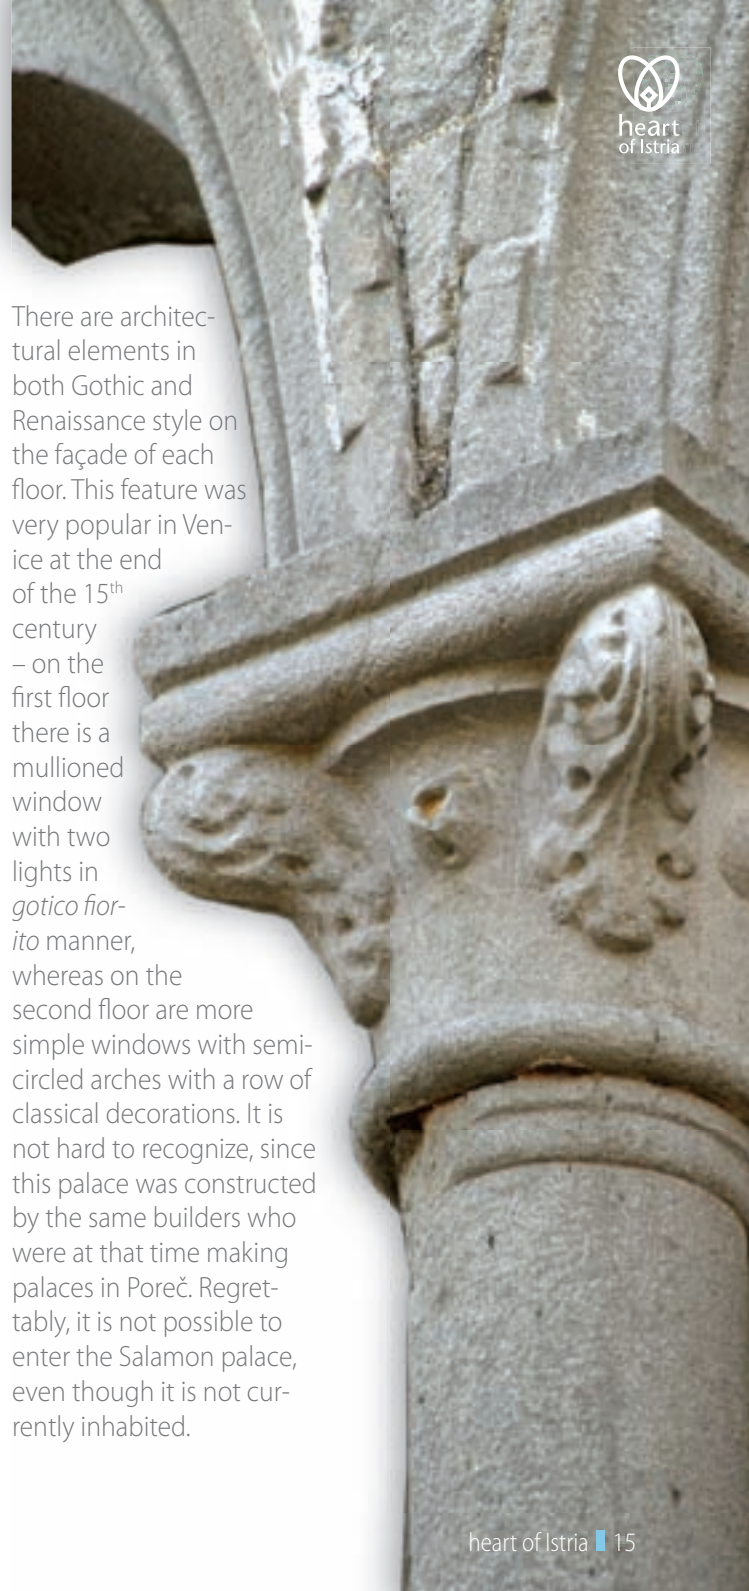 heart
of Istria
There are architec-
tural elements in
both Gothic and
Renaissance style on
the façade of each
floor. This feature was
very popular in Ven-
ice at the end
of the 15th
century
– on the
first floor
there is a
mullioned
window
with two
lights in
gotico fior-
ito manner,
whereas on the
second floor are more
simple windows with semi-
circled arches with a row of
classical decorations. It is
not hard to recognize, since
this palace was constructed
by the same builders who
were at that time making
palaces in Poreč. Regret-
tably, it is not possible to
enter the Salamon palace,
even though it is not cur-
rently inhabited.
heart of Istria 15